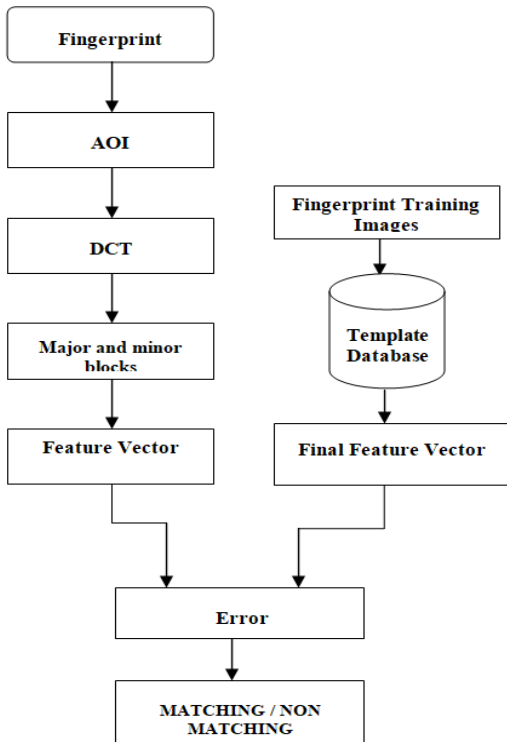 Fingerprint
AOI
DCT
Major and minor
blocks
Feature Vector
Fingerprint Training
Images
Template
Database
Final Feature Vector
Error
MATCHING / NON
MATCHING